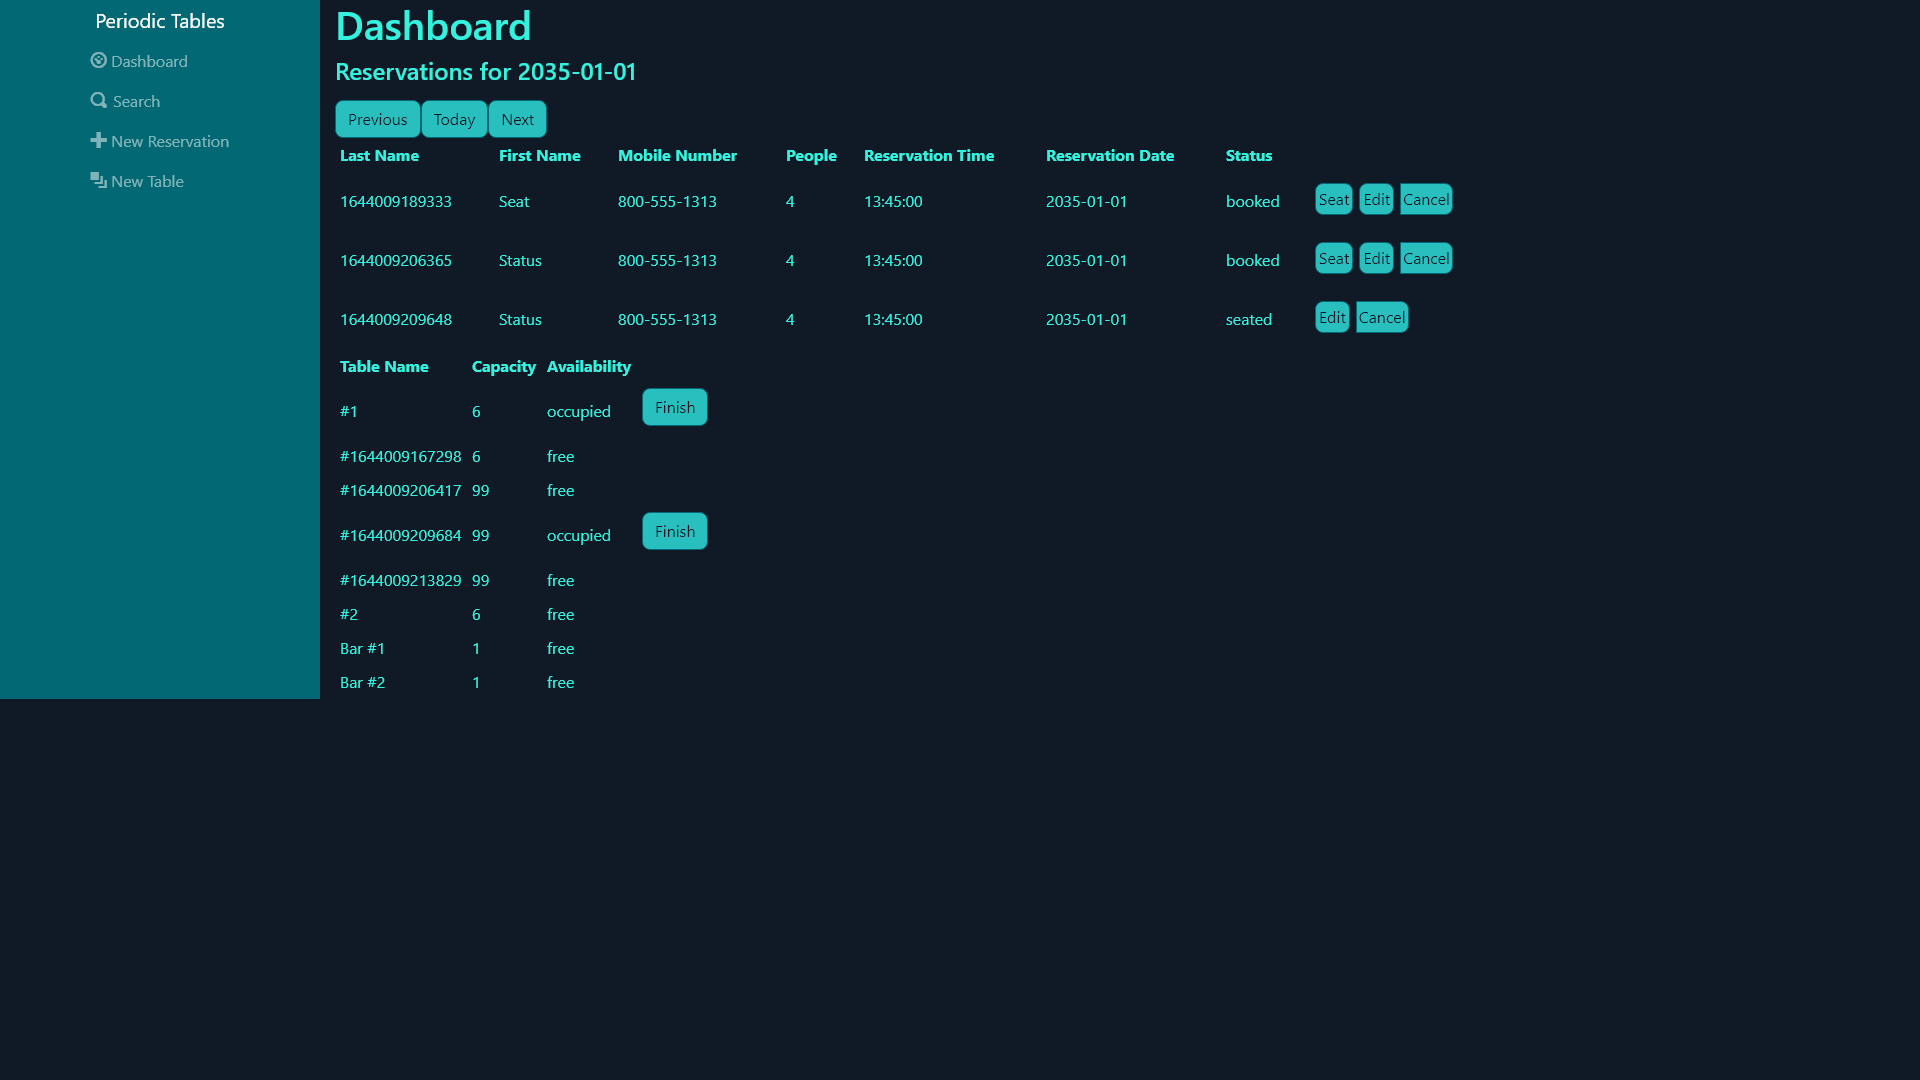 Periodic Tables
Dashboard
Search
New Reservation
New Table
Dashboard
Reservations for 2035-01-01
Previous Today Next
Last Name First Name Mobile Number People Reservation Time Reservation Date Status
1644009189333 Seat 800-555-1313 4 13:45:00 2035-01-01 booked Seat Edit Cancel
1644009206365 Status 800-555-1313 4 13:45:00 2035-01-01 booked Seat Edit Cancel
1644009209648 Status 800-555-1313 4 13:45:00 2035-01-01 seated Edit Cancel
Table Name Capacity Availability
#1 6 occupied Finish
#1644009167298 6 free
#1644009206417 99 free
#1644009209684 99 occupied Finish
#1644009213829 99 free
#2 6 free
Bar #1 1 free
Bar #2 1 free